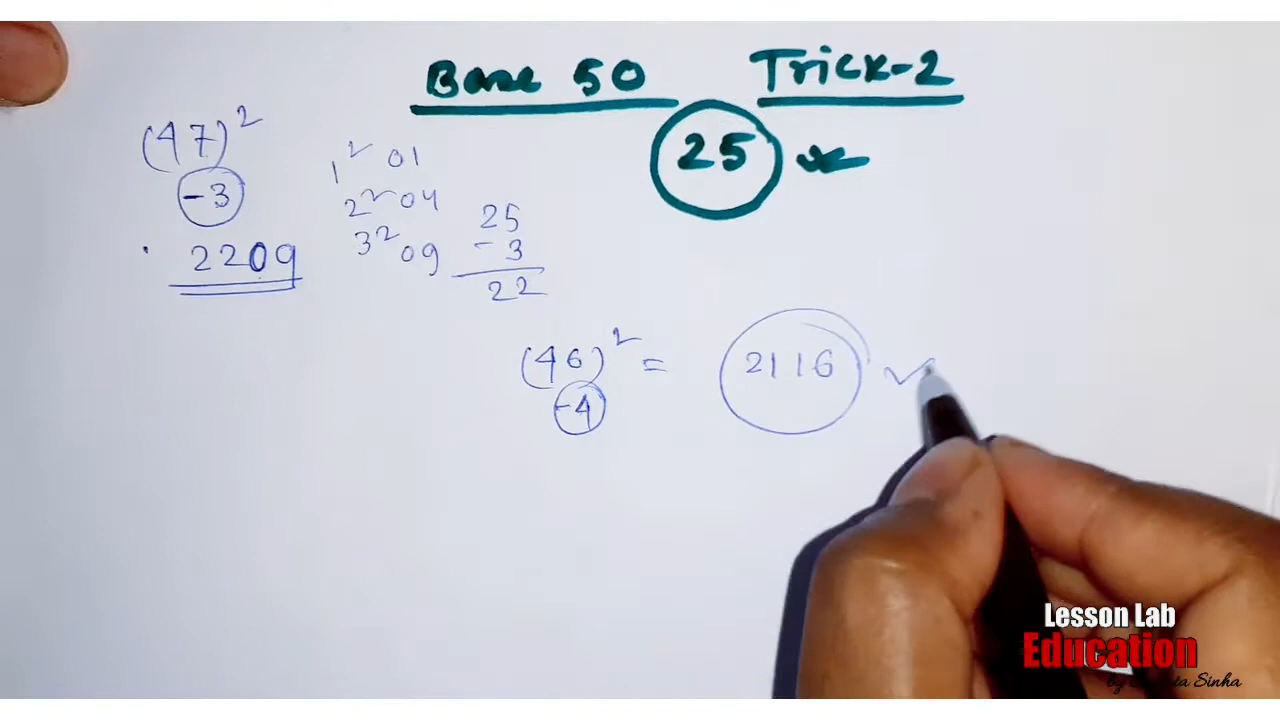 Base 50 Trick-2
25
(47)²
-3
2209
1² 01
2² 04
3² 09
25
- 3
22
(46)² = 2116
-4
Lesson Lab
Education
Sinha